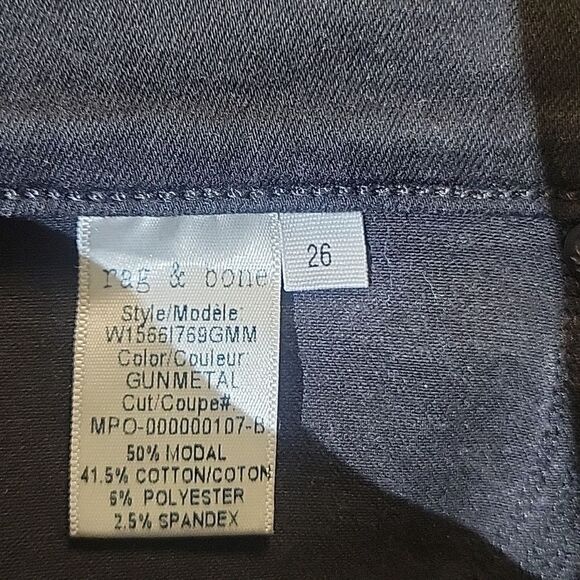 rag & bone
26
Style/Modèle:
W1566I769GMM
Color/Couleur
GUNMETAL
Cut/Coupe#:
MPO-000000107-B
50% MODAL
41.5% COTTON/COTON
6% POLYESTER
2.5% SPANDEX